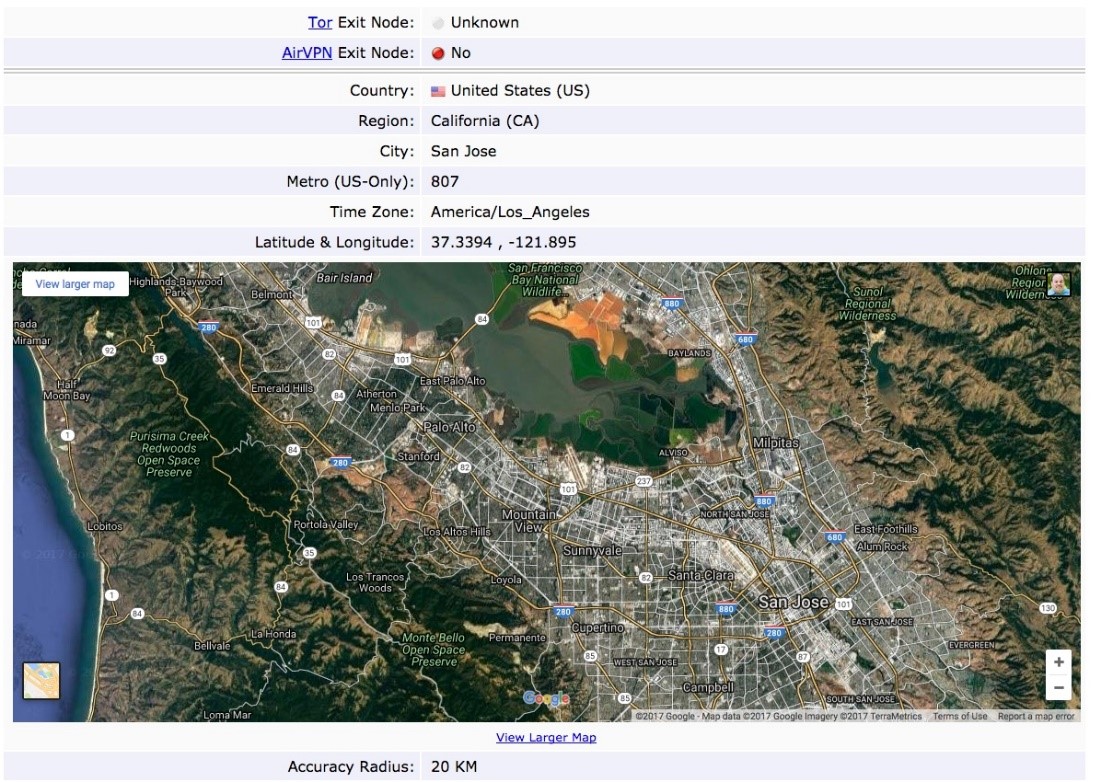 Tor Exit Node: Unknown
AirVPN Exit Node: No
Country: United States (US)
Region: California (CA)
City: San Jose
Metro (US-Only): 807
Time Zone: America/Los_Angeles
Latitude & Longitude: 37.3394 , -121.895
View larger map
Highlands-Baywood
Park
Bair Island
San Francisco
Bay National
Wildlife...
Ohlone
Region
Wilderness
Belmont
880
Sunol
Regional
Wilderness
nada
Miramar
280
101
84
680
92
35
82
101
BAYLANDS
Half
Moon Bay
Emerald Hills
84
Atherton
East Palo Alto
Menlo Park
1
Purisima Creek
Redwoods
Open Space
Preserve
Palo Alto
Milpitas
84
280
Stanford
82
ALVISO
237
101
880
Lobitos
Portola Valley
Los Altos Hills
Mountain
View
NORTH SAN JOSE
680
East Foothills
Alum Rock
35
Sunnyvale
84
Los Trancos
Woods
Loyola
82
Santa Clara
1
84
280
880
San Jose
101
130
La Honda
Bellvale
Monte Bello
Open Space
Preserve
Permanente
Cupertino
280
EAST SAN JOSE
85
WEST SAN JOSE
17
87
EVERGREEN
Campbell
85
SOUTH SAN JOSE
Google
Loma Mar
+
−
©2017 Google - Map data ©2017 Google Imagery ©2017 TerraMetrics Terms of Use Report a map error
View Larger Map
Accuracy Radius: 20 KM